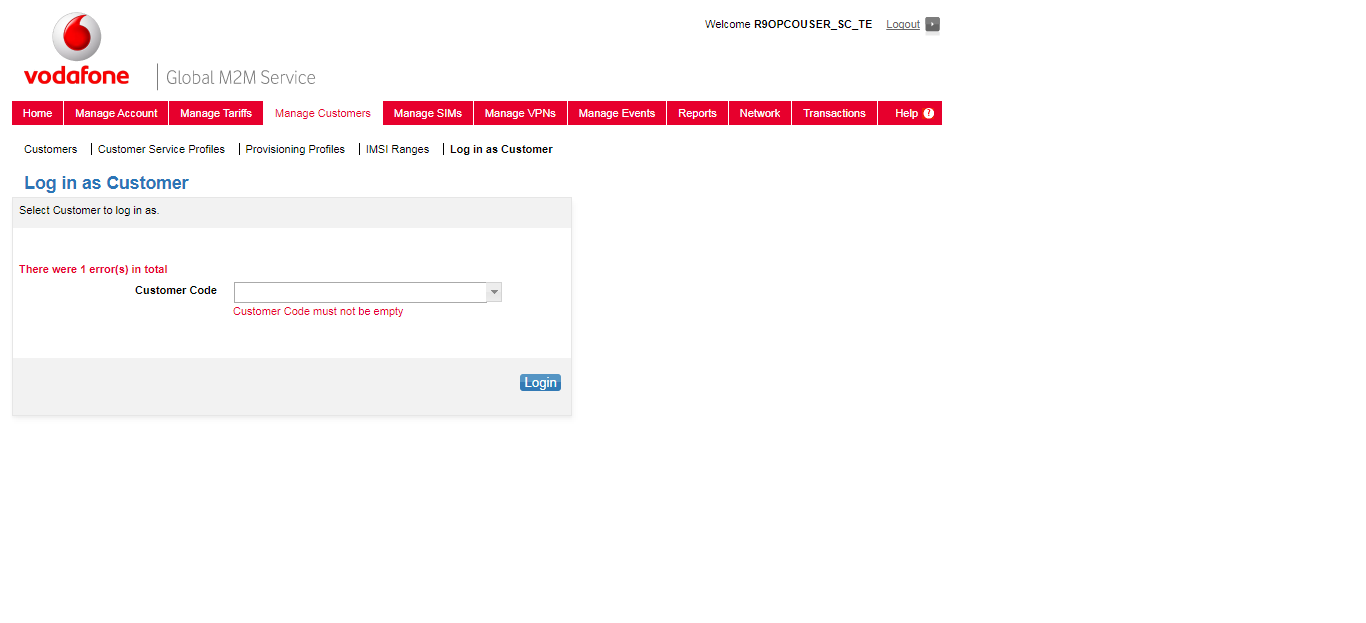 Welcome R9OPCOUSER_SC_TE Logout
vodafone Global M2M Service
Home Manage Account Manage Tariffs Manage Customers Manage SIMs Manage VPNs Manage Events Reports Network Transactions Help ?
Customers Customer Service Profiles Provisioning Profiles IMSI Ranges Log in as Customer
Log in as Customer
Select Customer to log in as.
There were 1 error(s) in total
Customer Code
Customer Code must not be empty
Login